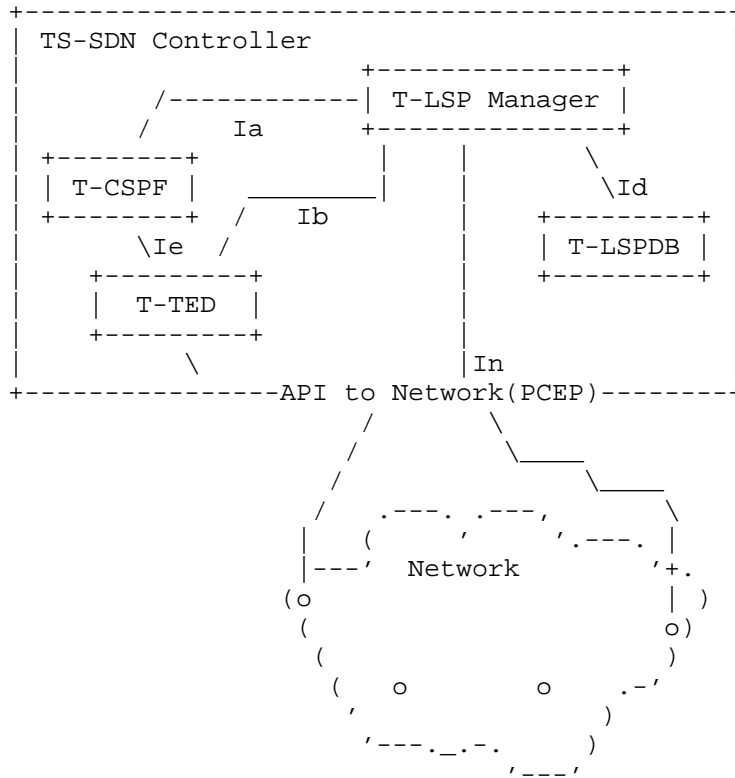 TS-SDN Controller
T-LSP Manager
Ia
T-CSPF
Id
Ib
Ie
T-LSPDB
T-TED
In
API to Network(PCEP)
Network